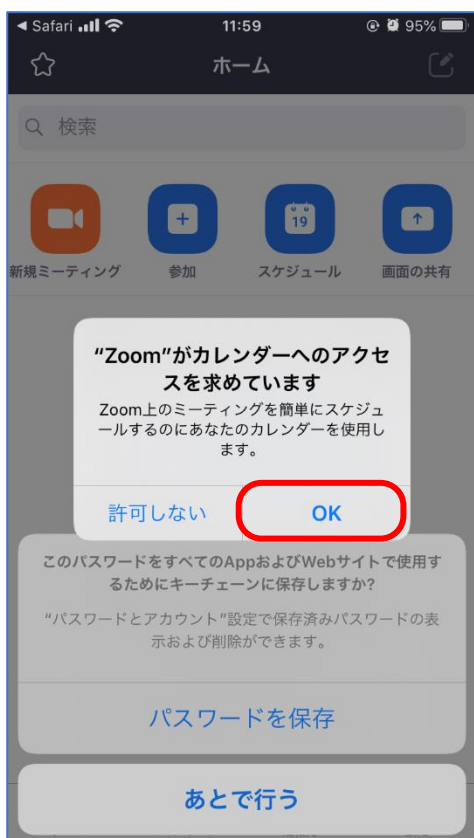 Safari
11:59
95%
ホーム
検索
19
新規ミーティング
参加
スケジュール
画面の共有
“Zoom”がカレンダーへのアクセ
スを求めています
Zoom上のミーティングを簡単にスケジュ
ールするのにあなたのカレンダーを使用し
ます。
許可しない
OK
このパスワードをすべてのAppおよびWebサイトで使用す
るためにキーチェーンに保存しますか?
“パスワードとアカウント”設定で保存済みパスワードの表
示および削除ができます。
パスワードを保存
あとで行う